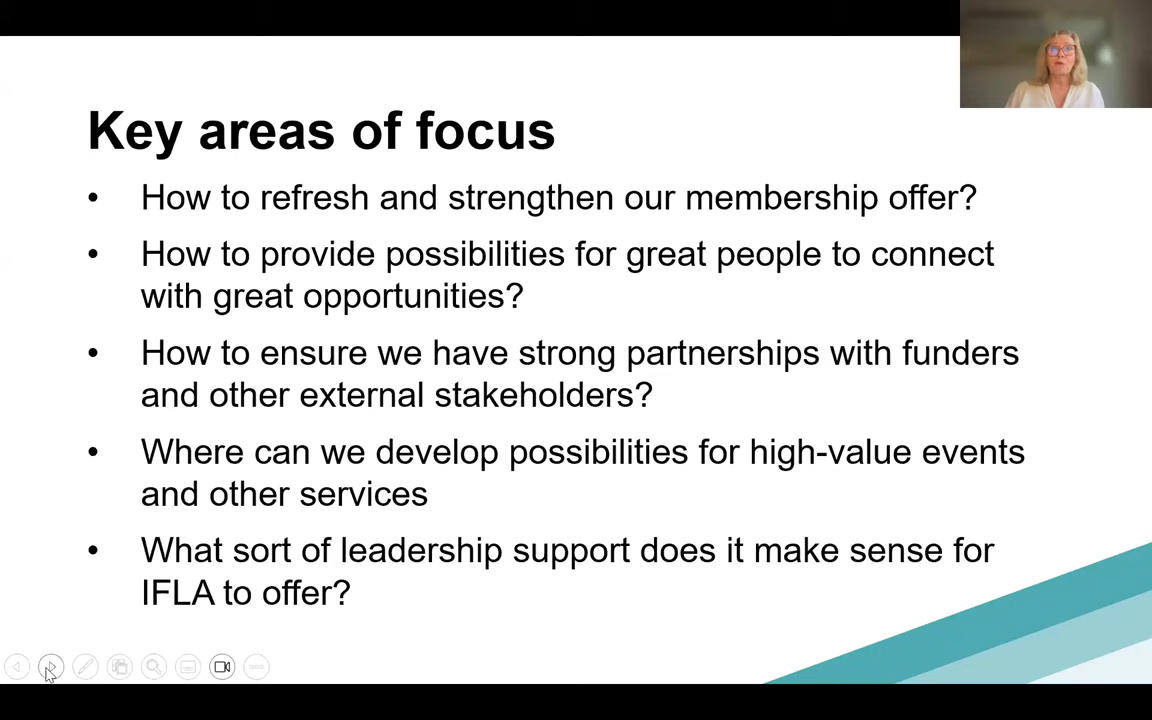 Key areas of focus
• How to refresh and strengthen our membership offer?
• How to provide possibilities for great people to connect
with great opportunities?
• How to ensure we have strong partnerships with funders
and other external stakeholders?
• Where can we develop possibilities for high-value events
and other services
• What sort of leadership support does it make sense for
IFLA to offer?